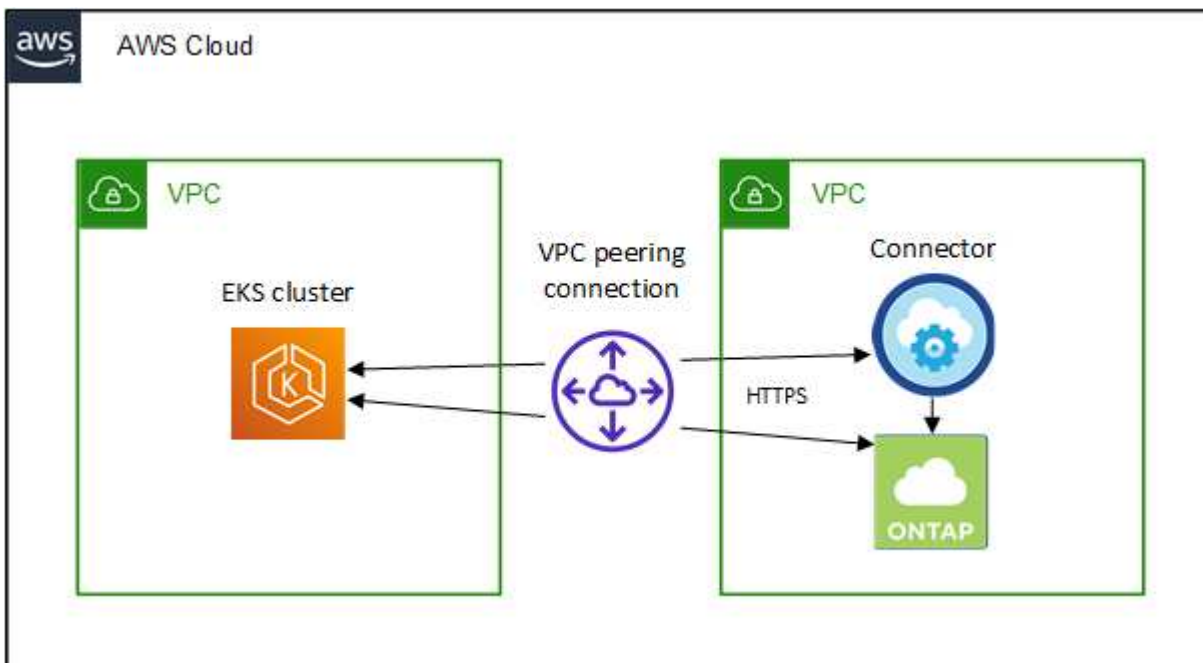 aws
AWS Cloud
VPC
VPC
Connector
VPC peering
connection
EKS cluster
K
HTTPS
ONTAP